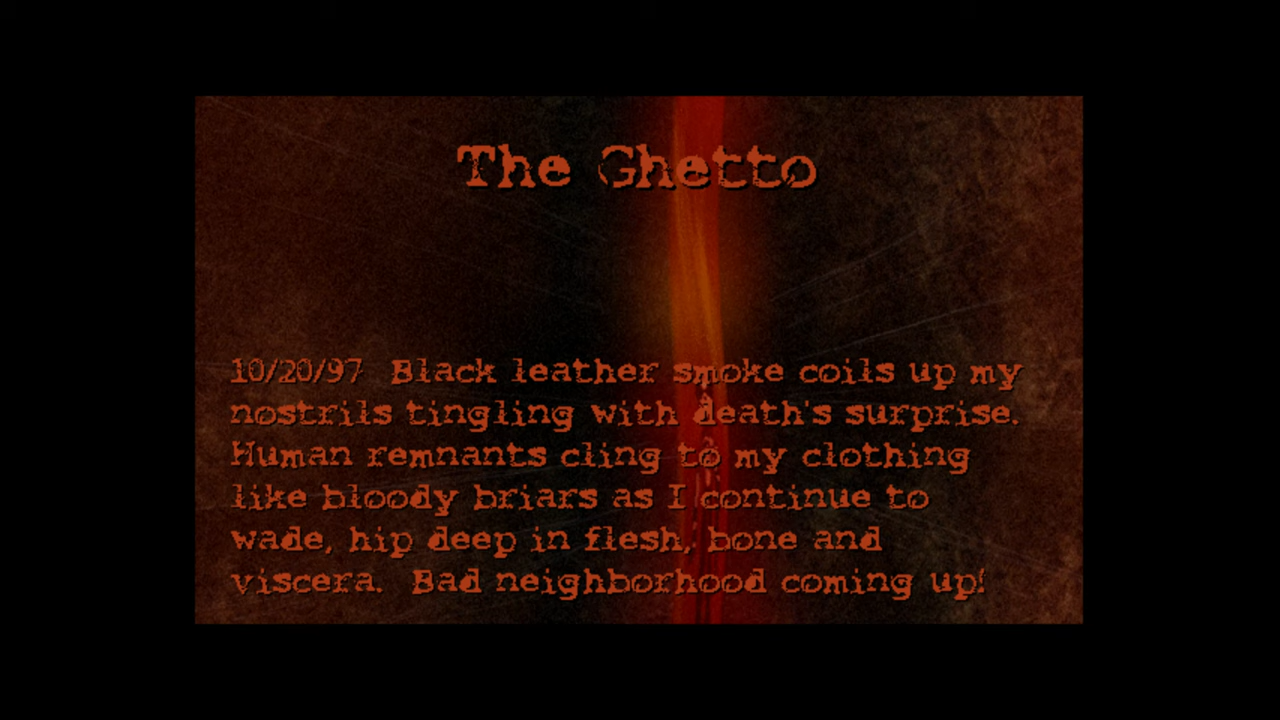 The Ghetto
10/20/97 Black leather smoke coils up my
nostrils tingling with death's surprise.
Human remnants cling to my clothing
like bloody briars as I continue to
wade, hip deep in flesh, bone and
viscera. Bad neighborhood coming up!